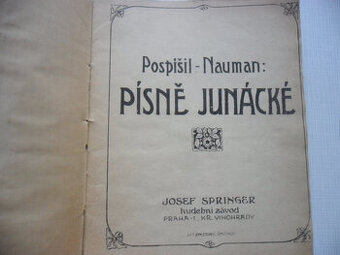 Pospíšil - Nauman:
PÍSNĚ JUNÁCKÉ
JOSEF SPRINGER
hudební závod
PRAHA-I, KR. VINOHRADY